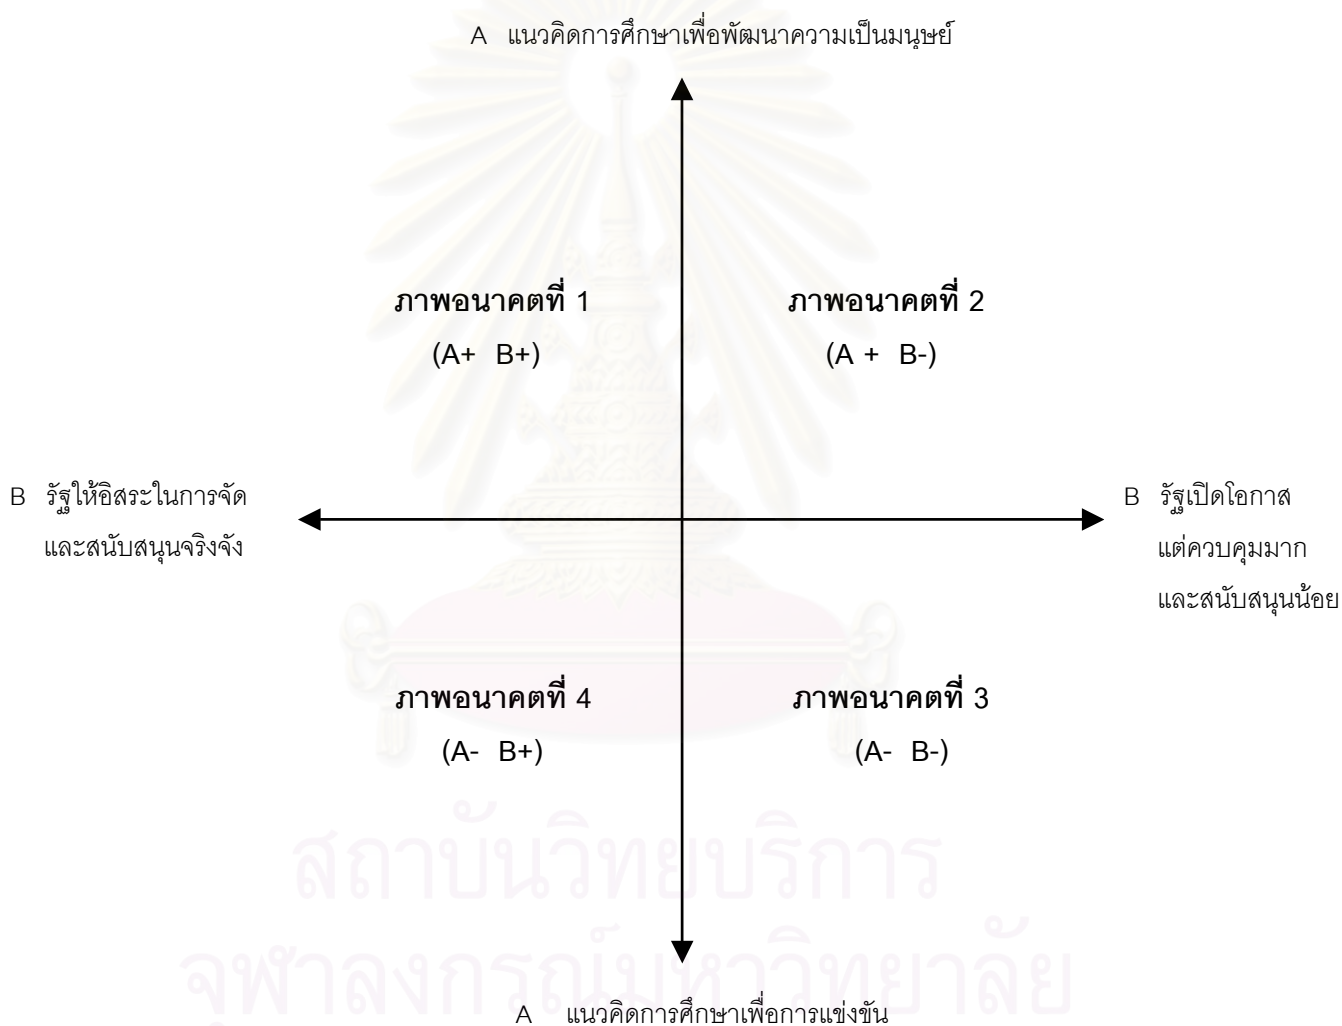 A แนวคิดการศึกษาเพื่อพัฒนาความเป็นมนุษย์
ภาพอนาคตที่ 1
(A+ B+)
ภาพอนาคตที่ 2
(A + B-)
B รัฐให้อิสระในการจัด
และสนับสนุนจริงจัง
B รัฐเปิดโอกาส
แต่ควบคุมมาก
และสนับสนุนน้อย
ภาพอนาคตที่ 4
(A- B+)
ภาพอนาคตที่ 3
(A- B-)
สถาบันวิทยบริการ
จุฬาลงกรณ์มหาวิทยาลัย
A แนวคิดการศึกษาเพื่อการแข่งขัน